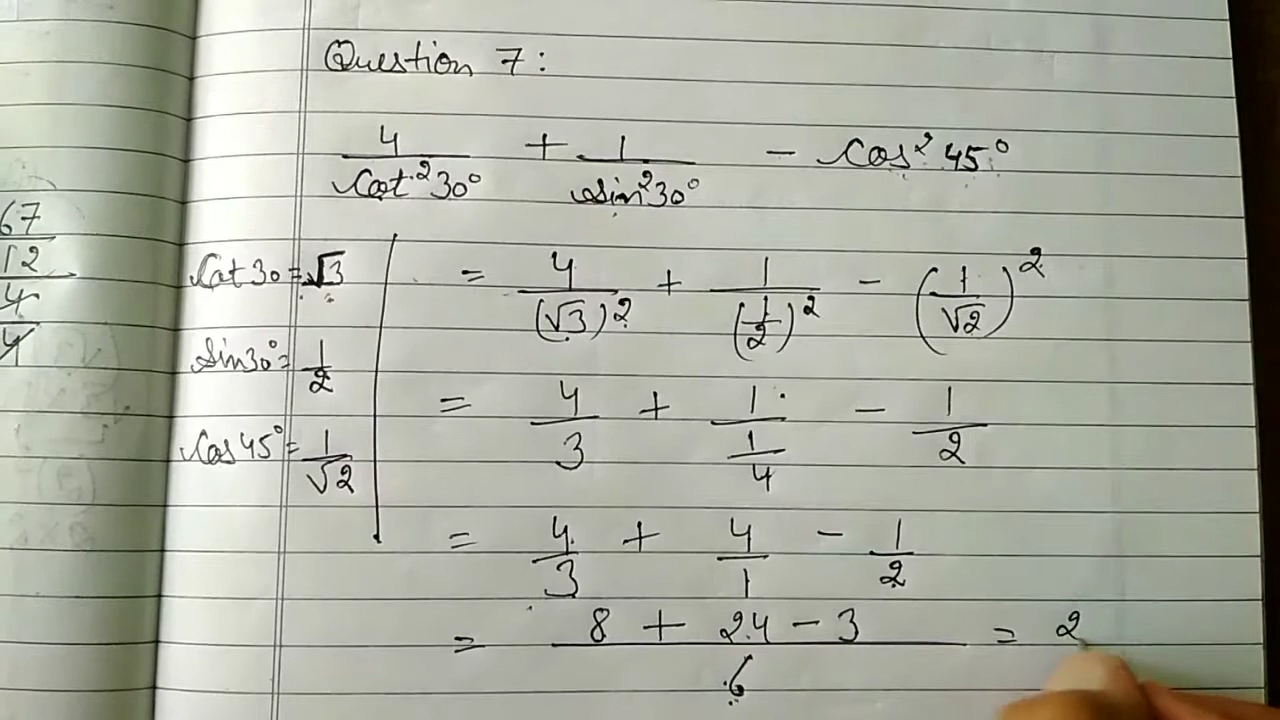 Question 7:
4/cot²30° + 1/sin²30° - cos²45°
67/12
4/4
cot 30 = √3
sin 30° = 1/2
cos 45° = 1/√2
= 4/(√3)² + 1/(1/2)² - (1/√2)²
= 4/3 + 1/(1/4) - 1/2
= 4/3 + 4/1 - 1/2
= (8 + 24 - 3)/6 = 2